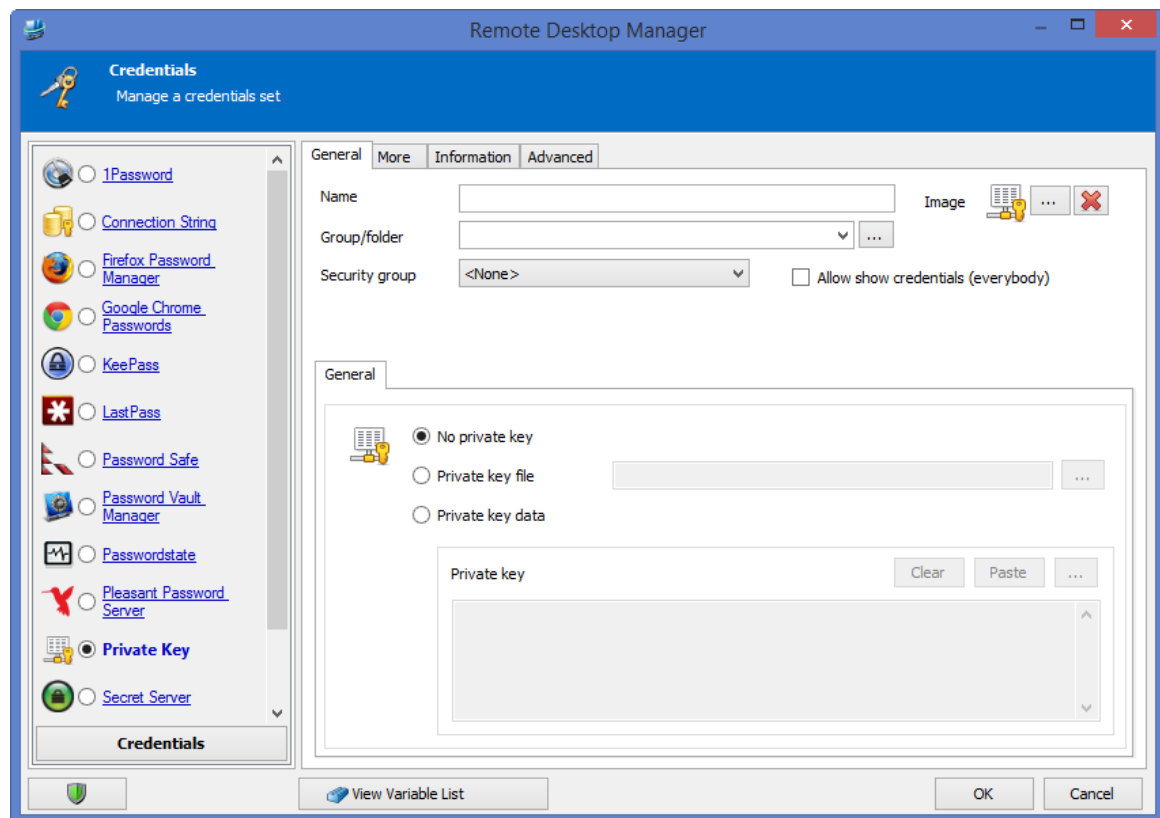 Remote Desktop Manager
Credentials
Manage a credentials set
1Password
Connection String
Firefox Password
Manager
Google Chrome
Passwords
KeePass
LastPass
Password Safe
Password Vault
Manager
Passwordstate
Pleasant Password
Server
Private Key
Secret Server
Credentials
General More Information Advanced
Name
Image ...
Group/folder ...
Security group <None> Allow show credentials (everybody)
General
No private key
Private key file ...
Private key data
Private key Clear Paste ...
View Variable List OK Cancel